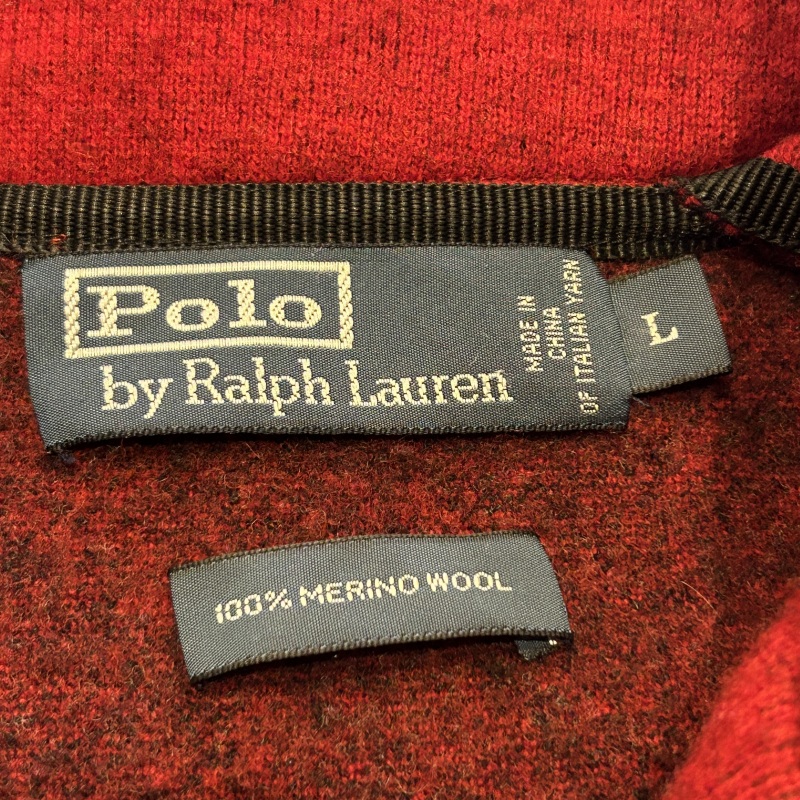 Polo
by Ralph Lauren
MADE IN
CHINA
OF ITALIAN YARN
L
100% MERINO WOOL